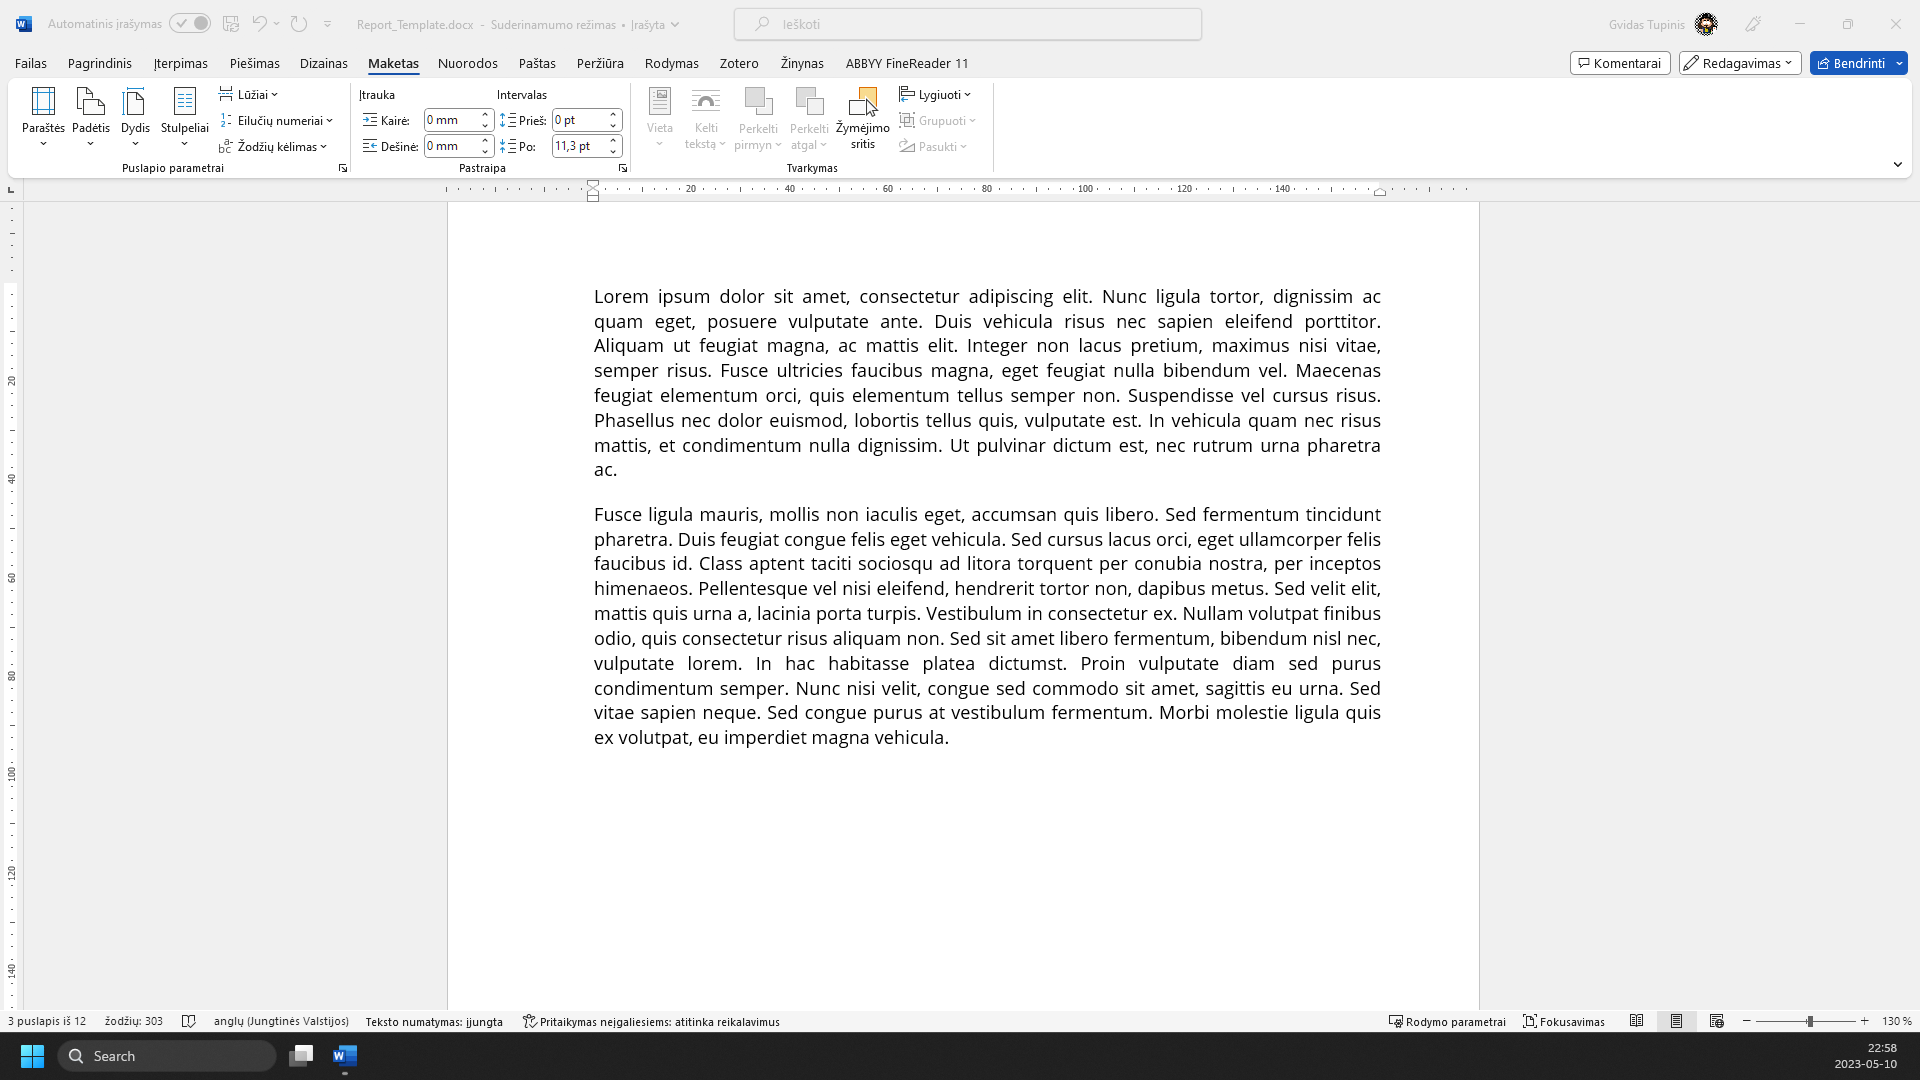 Automatinis įrašymas
Report_Template.docx - Suderinamumo režimas • Įrašyta
Ieškoti
Gvidas Tupinis
Failas Pagrindinis Įterpimas Piešimas Dizainas Maketas Nuorodos Paštas Peržiūra Rodymas Zotero Žinynas ABBYY FineReader 11
Komentarai Redagavimas Bendrinti
Paraštės Padėtis Dydis Stulpeliai
Lūžiai
Eilučių numeriai
Žodžių kėlimas
Puslapio parametrai
Įtrauka Intervalas
Kairė: 0 mm Prieš: 0 pt
Dešinė: 0 mm Po: 11,3 pt
Pastraipa
Vieta
Kelti tekstą
Perkelti pirmyn
Perkelti atgal
Žymėjimo sritis
Lygiuoti
Grupuoti
Pasukti
Tvarkymas
20 40 60 80 100 120 140
20
40
60
80
100
120
140
Lorem ipsum dolor sit amet, consectetur adipiscing elit. Nunc ligula tortor, dignissim ac
quam eget, posuere vulputate ante. Duis vehicula risus nec sapien eleifend porttitor.
Aliquam ut feugiat magna, ac mattis elit. Integer non lacus pretium, maximus nisi vitae,
semper risus. Fusce ultricies faucibus magna, eget feugiat nulla bibendum vel. Maecenas
feugiat elementum orci, quis elementum tellus semper non. Suspendisse vel cursus risus.
Phasellus nec dolor euismod, lobortis tellus quis, vulputate est. In vehicula quam nec risus
mattis, et condimentum nulla dignissim. Ut pulvinar dictum est, nec rutrum urna pharetra
ac.
Fusce ligula mauris, mollis non iaculis eget, accumsan quis libero. Sed fermentum tincidunt
pharetra. Duis feugiat congue felis eget vehicula. Sed cursus lacus orci, eget ullamcorper felis
faucibus id. Class aptent taciti sociosqu ad litora torquent per conubia nostra, per inceptos
himenaeos. Pellentesque vel nisi eleifend, hendrerit tortor non, dapibus metus. Sed velit elit,
mattis quis urna a, lacinia porta turpis. Vestibulum in consectetur ex. Nullam volutpat finibus
odio, quis consectetur risus aliquam non. Sed sit amet libero fermentum, bibendum nisl nec,
vulputate lorem. In hac habitasse platea dictumst. Proin vulputate diam sed purus
condimentum semper. Nunc nisi velit, congue sed commodo sit amet, sagittis eu urna. Sed
vitae sapien neque. Sed congue purus at vestibulum fermentum. Morbi molestie ligula quis
ex volutpat, eu imperdiet magna vehicula.
3 puslapis iš 12 žodžių: 303 anglų (Jungtinės Valstijos) Teksto numatymas: įjungta Pritaikymas neįgaliesiems: atitinka reikalavimus Rodymo parametrai Fokusavimas 130 %
Search
22:58
2023-05-10